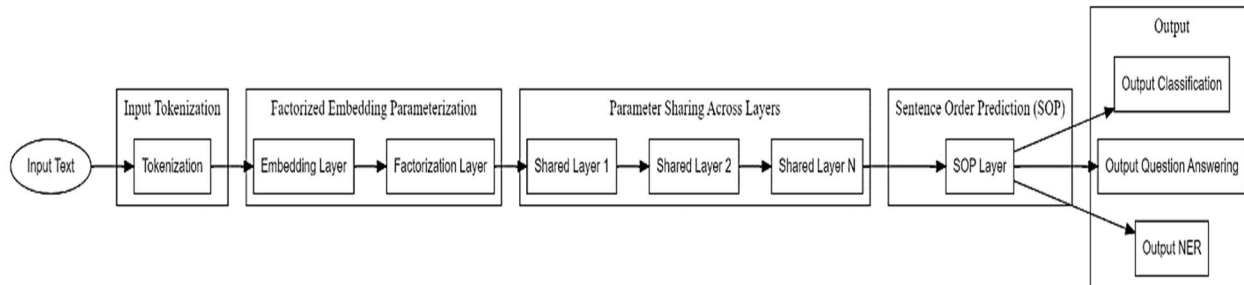 Output
Input Tokenization
Factorized Embedding Parameterization
Parameter Sharing Across Layers
Sentence Order Prediction (SOP)
Output Classification
Input Text
Tokenization
Embedding Layer
Factorization Layer
Shared Layer 1
Shared Layer 2
Shared Layer N
SOP Layer
Output Question Answering
Output NER